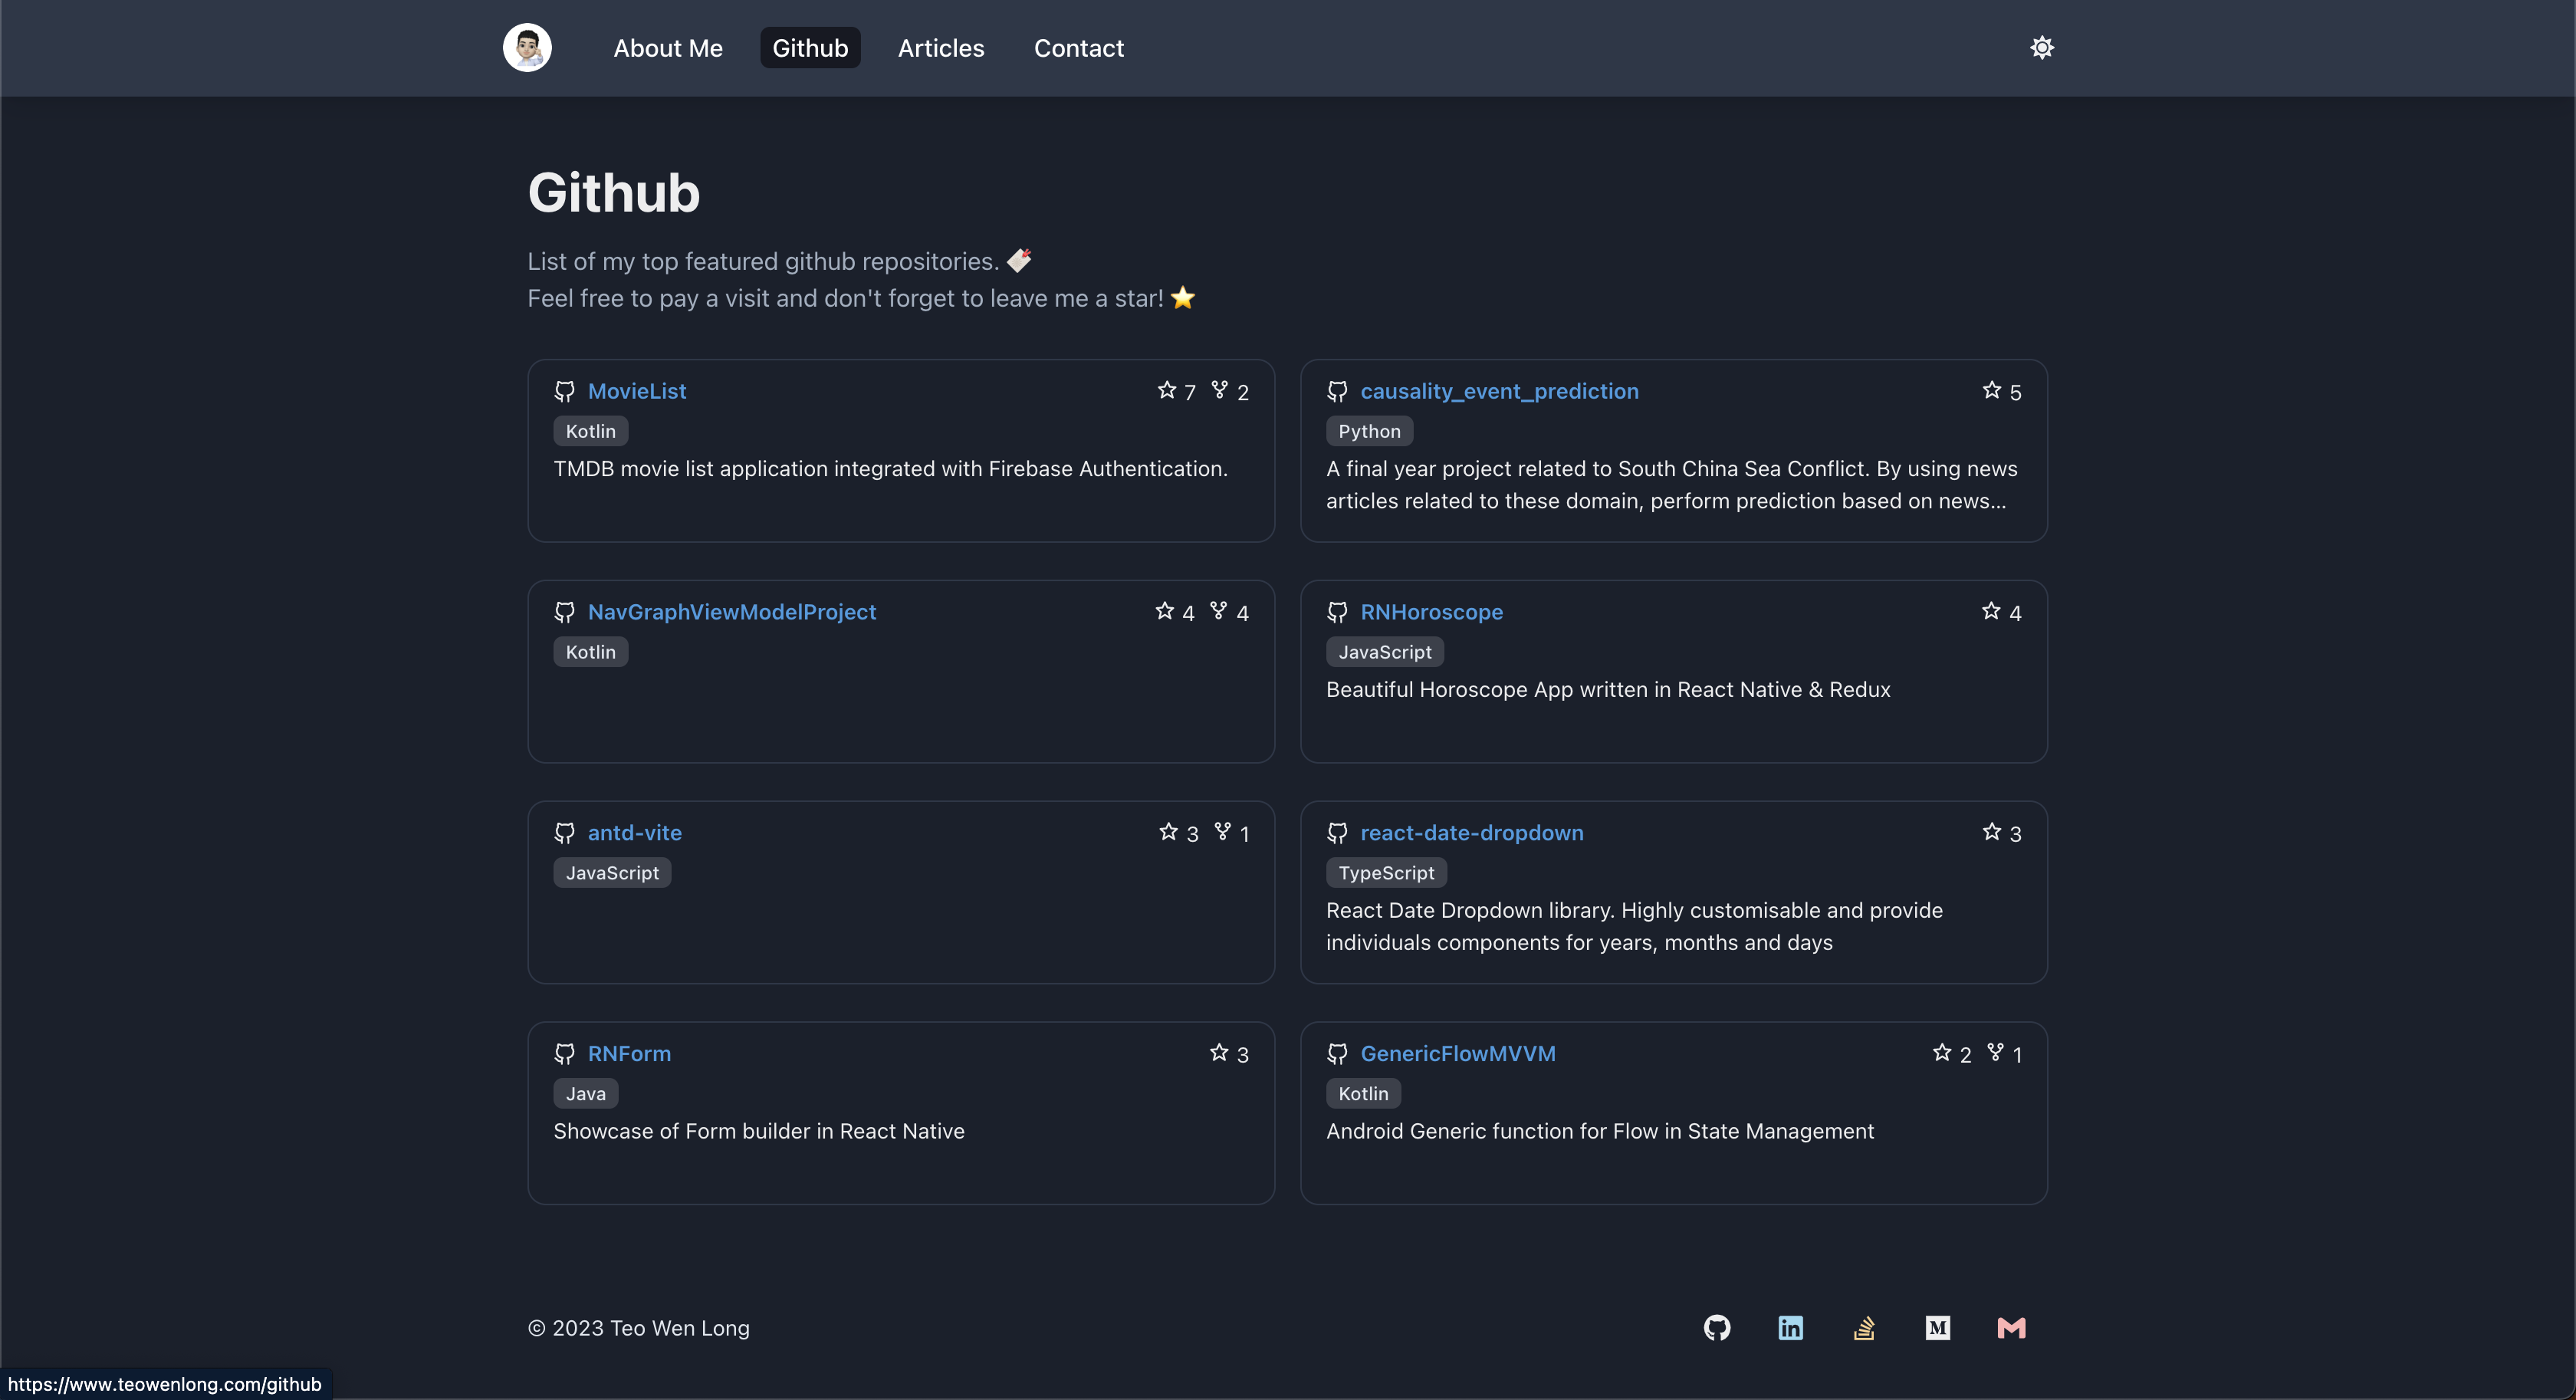 About Me Github Articles Contact
Github
List of my top featured github repositories.
Feel free to pay a visit and don't forget to leave me a star!
MovieList 7 2
Kotlin
TMDB movie list application integrated with Firebase Authentication.
causality_event_prediction 5
Python
A final year project related to South China Sea Conflict. By using news
articles related to these domain, perform prediction based on news...
NavGraphViewModelProject 4 4
Kotlin
RNHoroscope 4
JavaScript
Beautiful Horoscope App written in React Native & Redux
antd-vite 3 1
JavaScript
react-date-dropdown 3
TypeScript
React Date Dropdown library. Highly customisable and provide
individuals components for years, months and days
RNForm 3
Java
Showcase of Form builder in React Native
GenericFlowMVVM 2 1
Kotlin
Android Generic function for Flow in State Management
© 2023 Teo Wen Long
in M
https://www.teowenlong.com/github